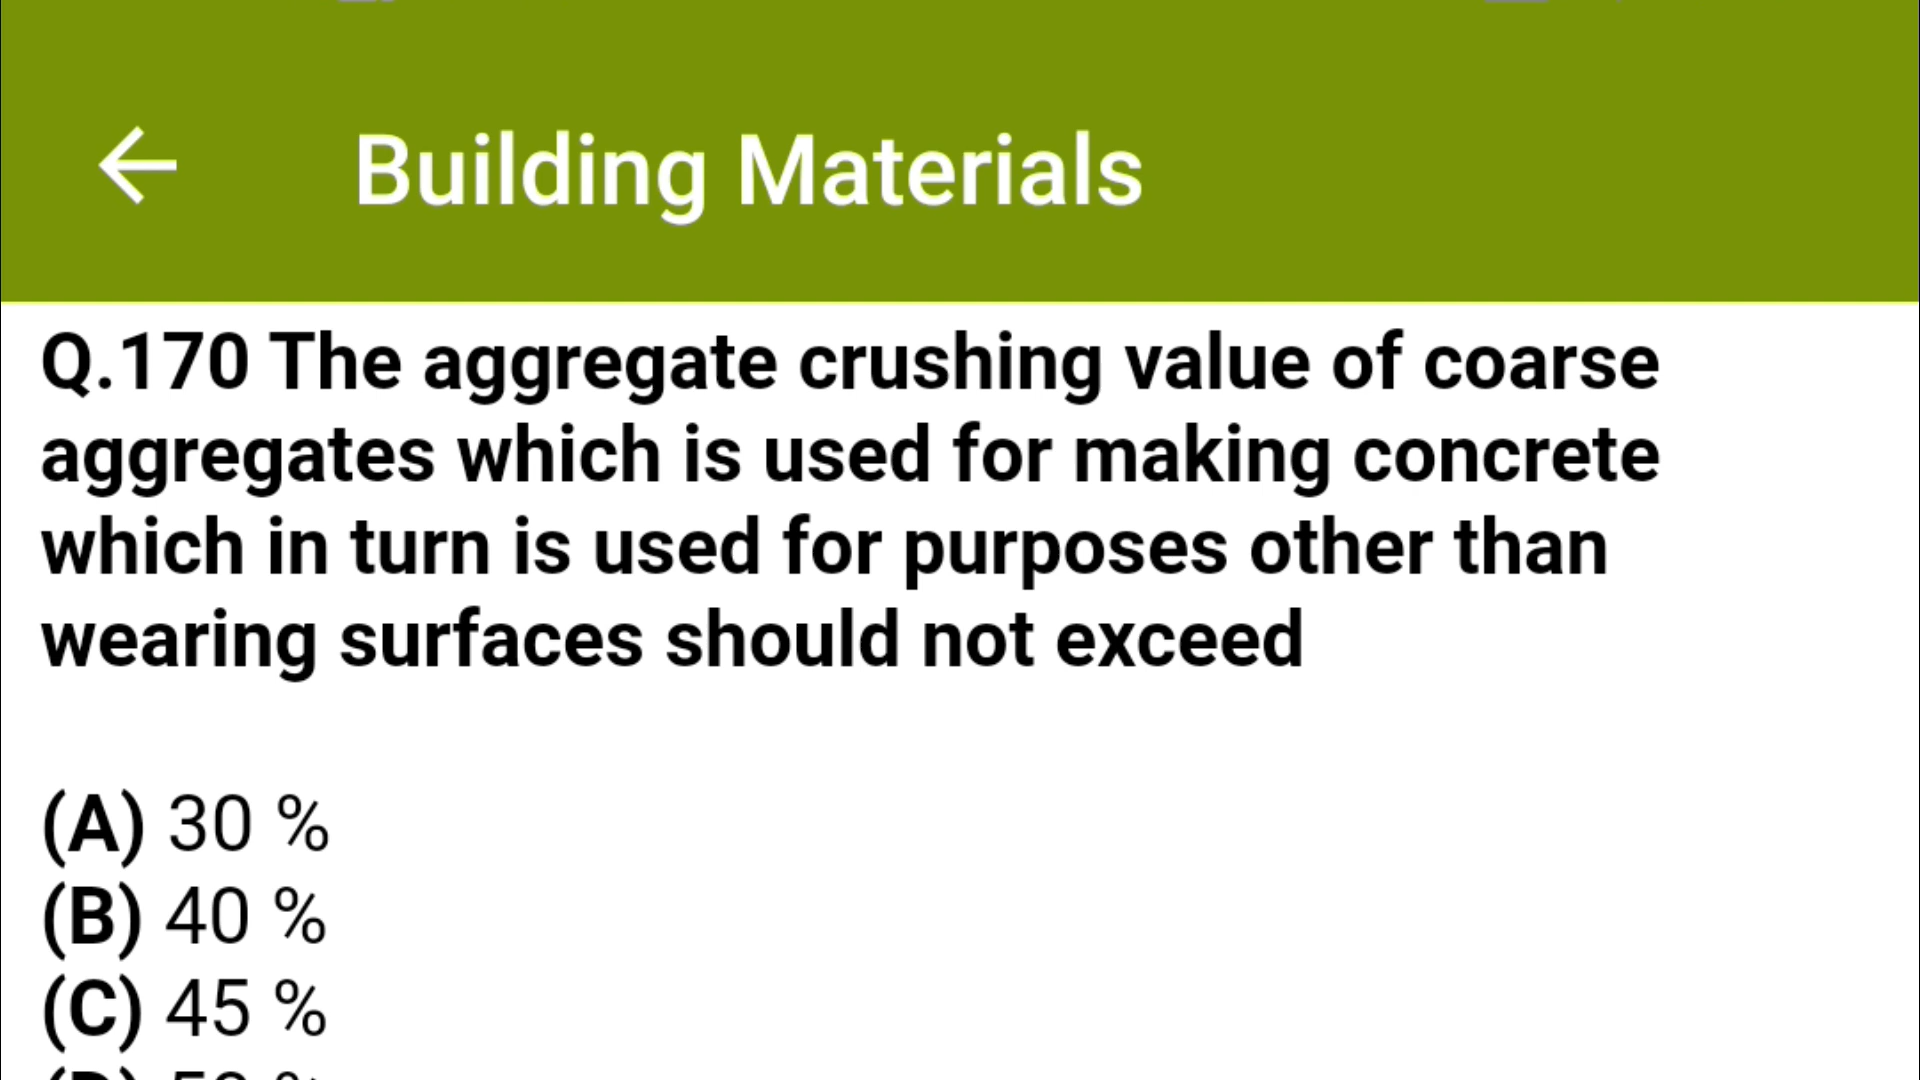 Building Materials
Q.170 The aggregate crushing value of coarse
aggregates which is used for making concrete
which in turn is used for purposes other than
wearing surfaces should not exceed
(A) 30 %
(B) 40 %
(C) 45 %